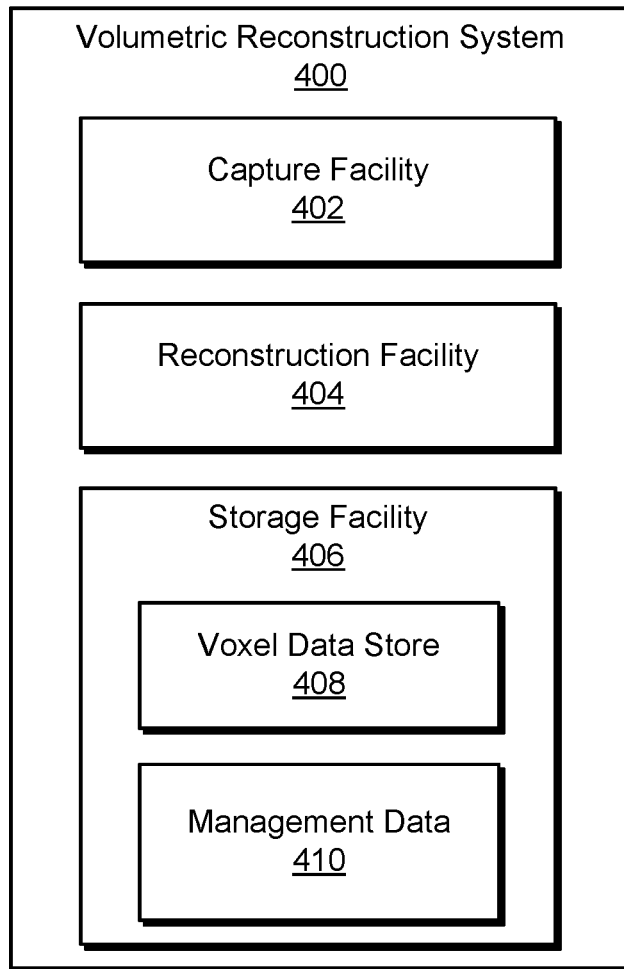 Volumetric Reconstruction System
400
Capture Facility
402
Reconstruction Facility
404
Storage Facility
406
Voxel Data Store
408
Management Data
410